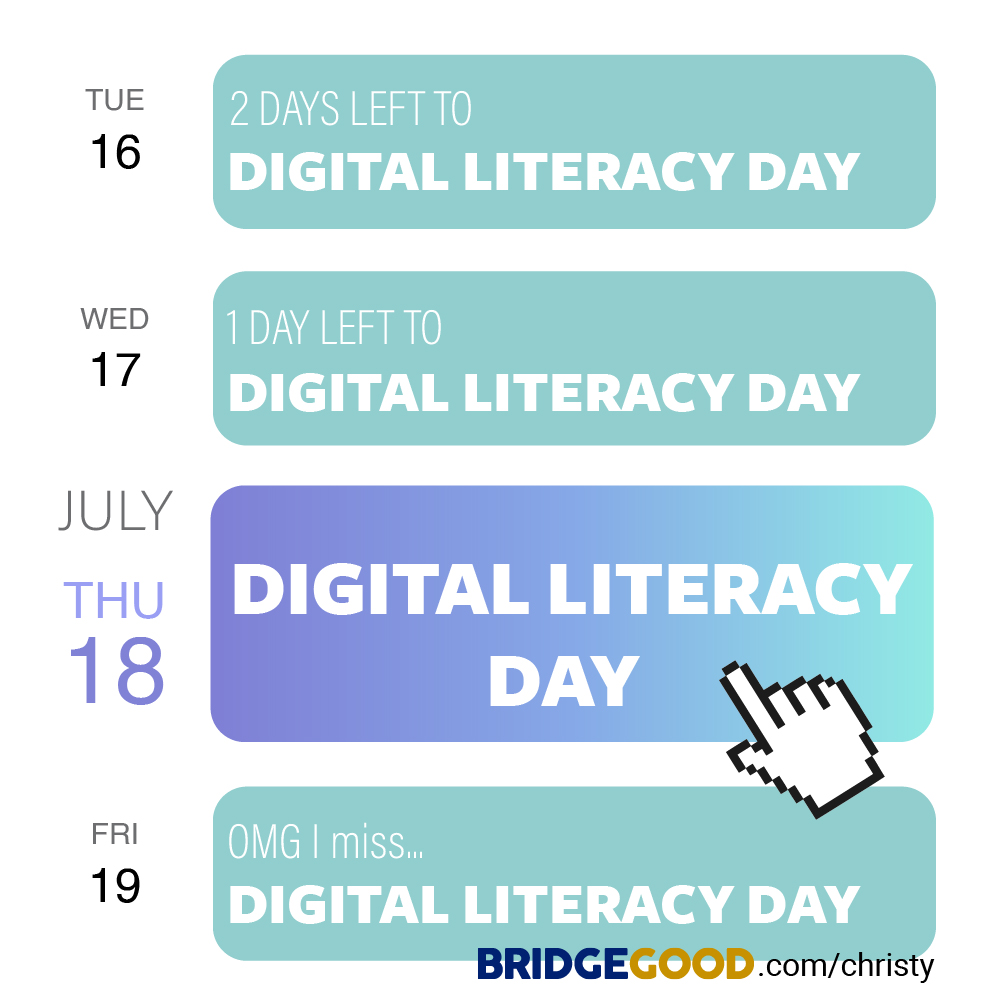 TUE
16
2 DAYS LEFT TO
DIGITAL LITERACY DAY
WED
17
1 DAY LEFT TO
DIGITAL LITERACY DAY
JULY
THU
18
DIGITAL LITERACY
DAY
FRI
19
OMG I miss...
DIGITAL LITERACY DAY
BRIDGEGOOD.com/christy